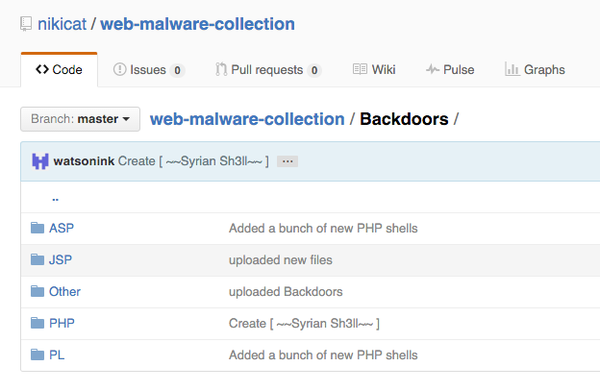 nikicat / web-malware-collection
Code Issues 0 Pull requests 0 Wiki Pulse Graphs
Branch: master web-malware-collection / Backdoors /
watsonink Create [ ~~Syrian Sh3ll~~ ] ...
..
ASP Added a bunch of new PHP shells
JSP uploaded new files
Other uploaded Backdoors
PHP Create [ ~~Syrian Sh3ll~~ ]
PL Added a bunch of new PHP shells